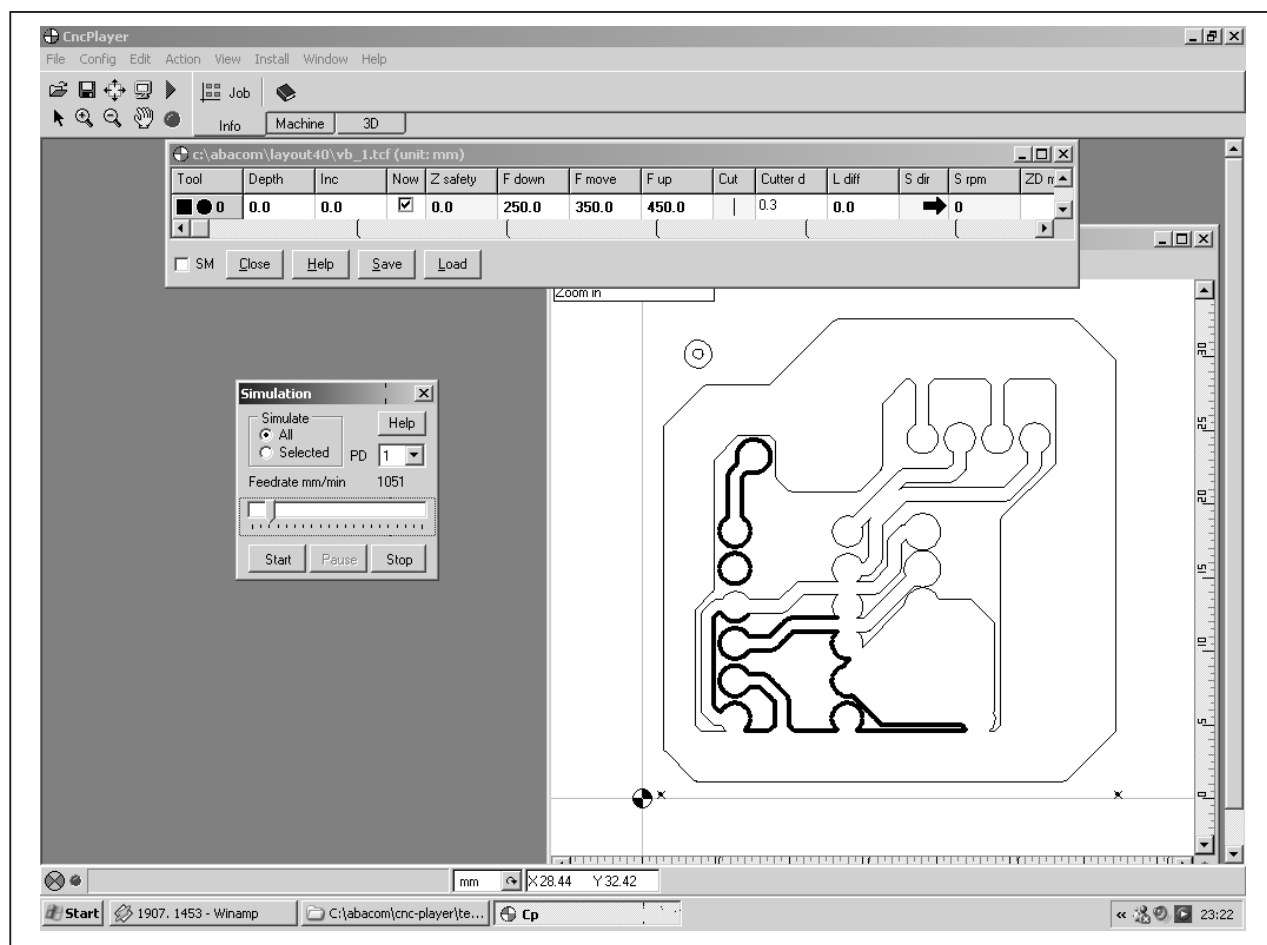 CncPlayer
File Config Edit Action View Install Window Help
Job
Info Machine 3D
c:\abacom\layout40\vb_1.tcf (unit: mm)
Tool Depth Inc Now Z safety F down F move F up Cut Cutter d L diff S dir S rpm
0 0.0 0.0 0.0 250.0 350.0 450.0 | 0.3 0.0 0
SM Close Help Save Load
Zoom in
Simulation
Simulate
All
Selected
Help
PD 1
Feedrate mm/min 1051
Start Pause Stop
30
25
20
15
10
5
0
mm X 28.44 Y 32.42
Start 1907. 1453 - Winamp C:\abacom\cnc-player\te... Cp « 23:22